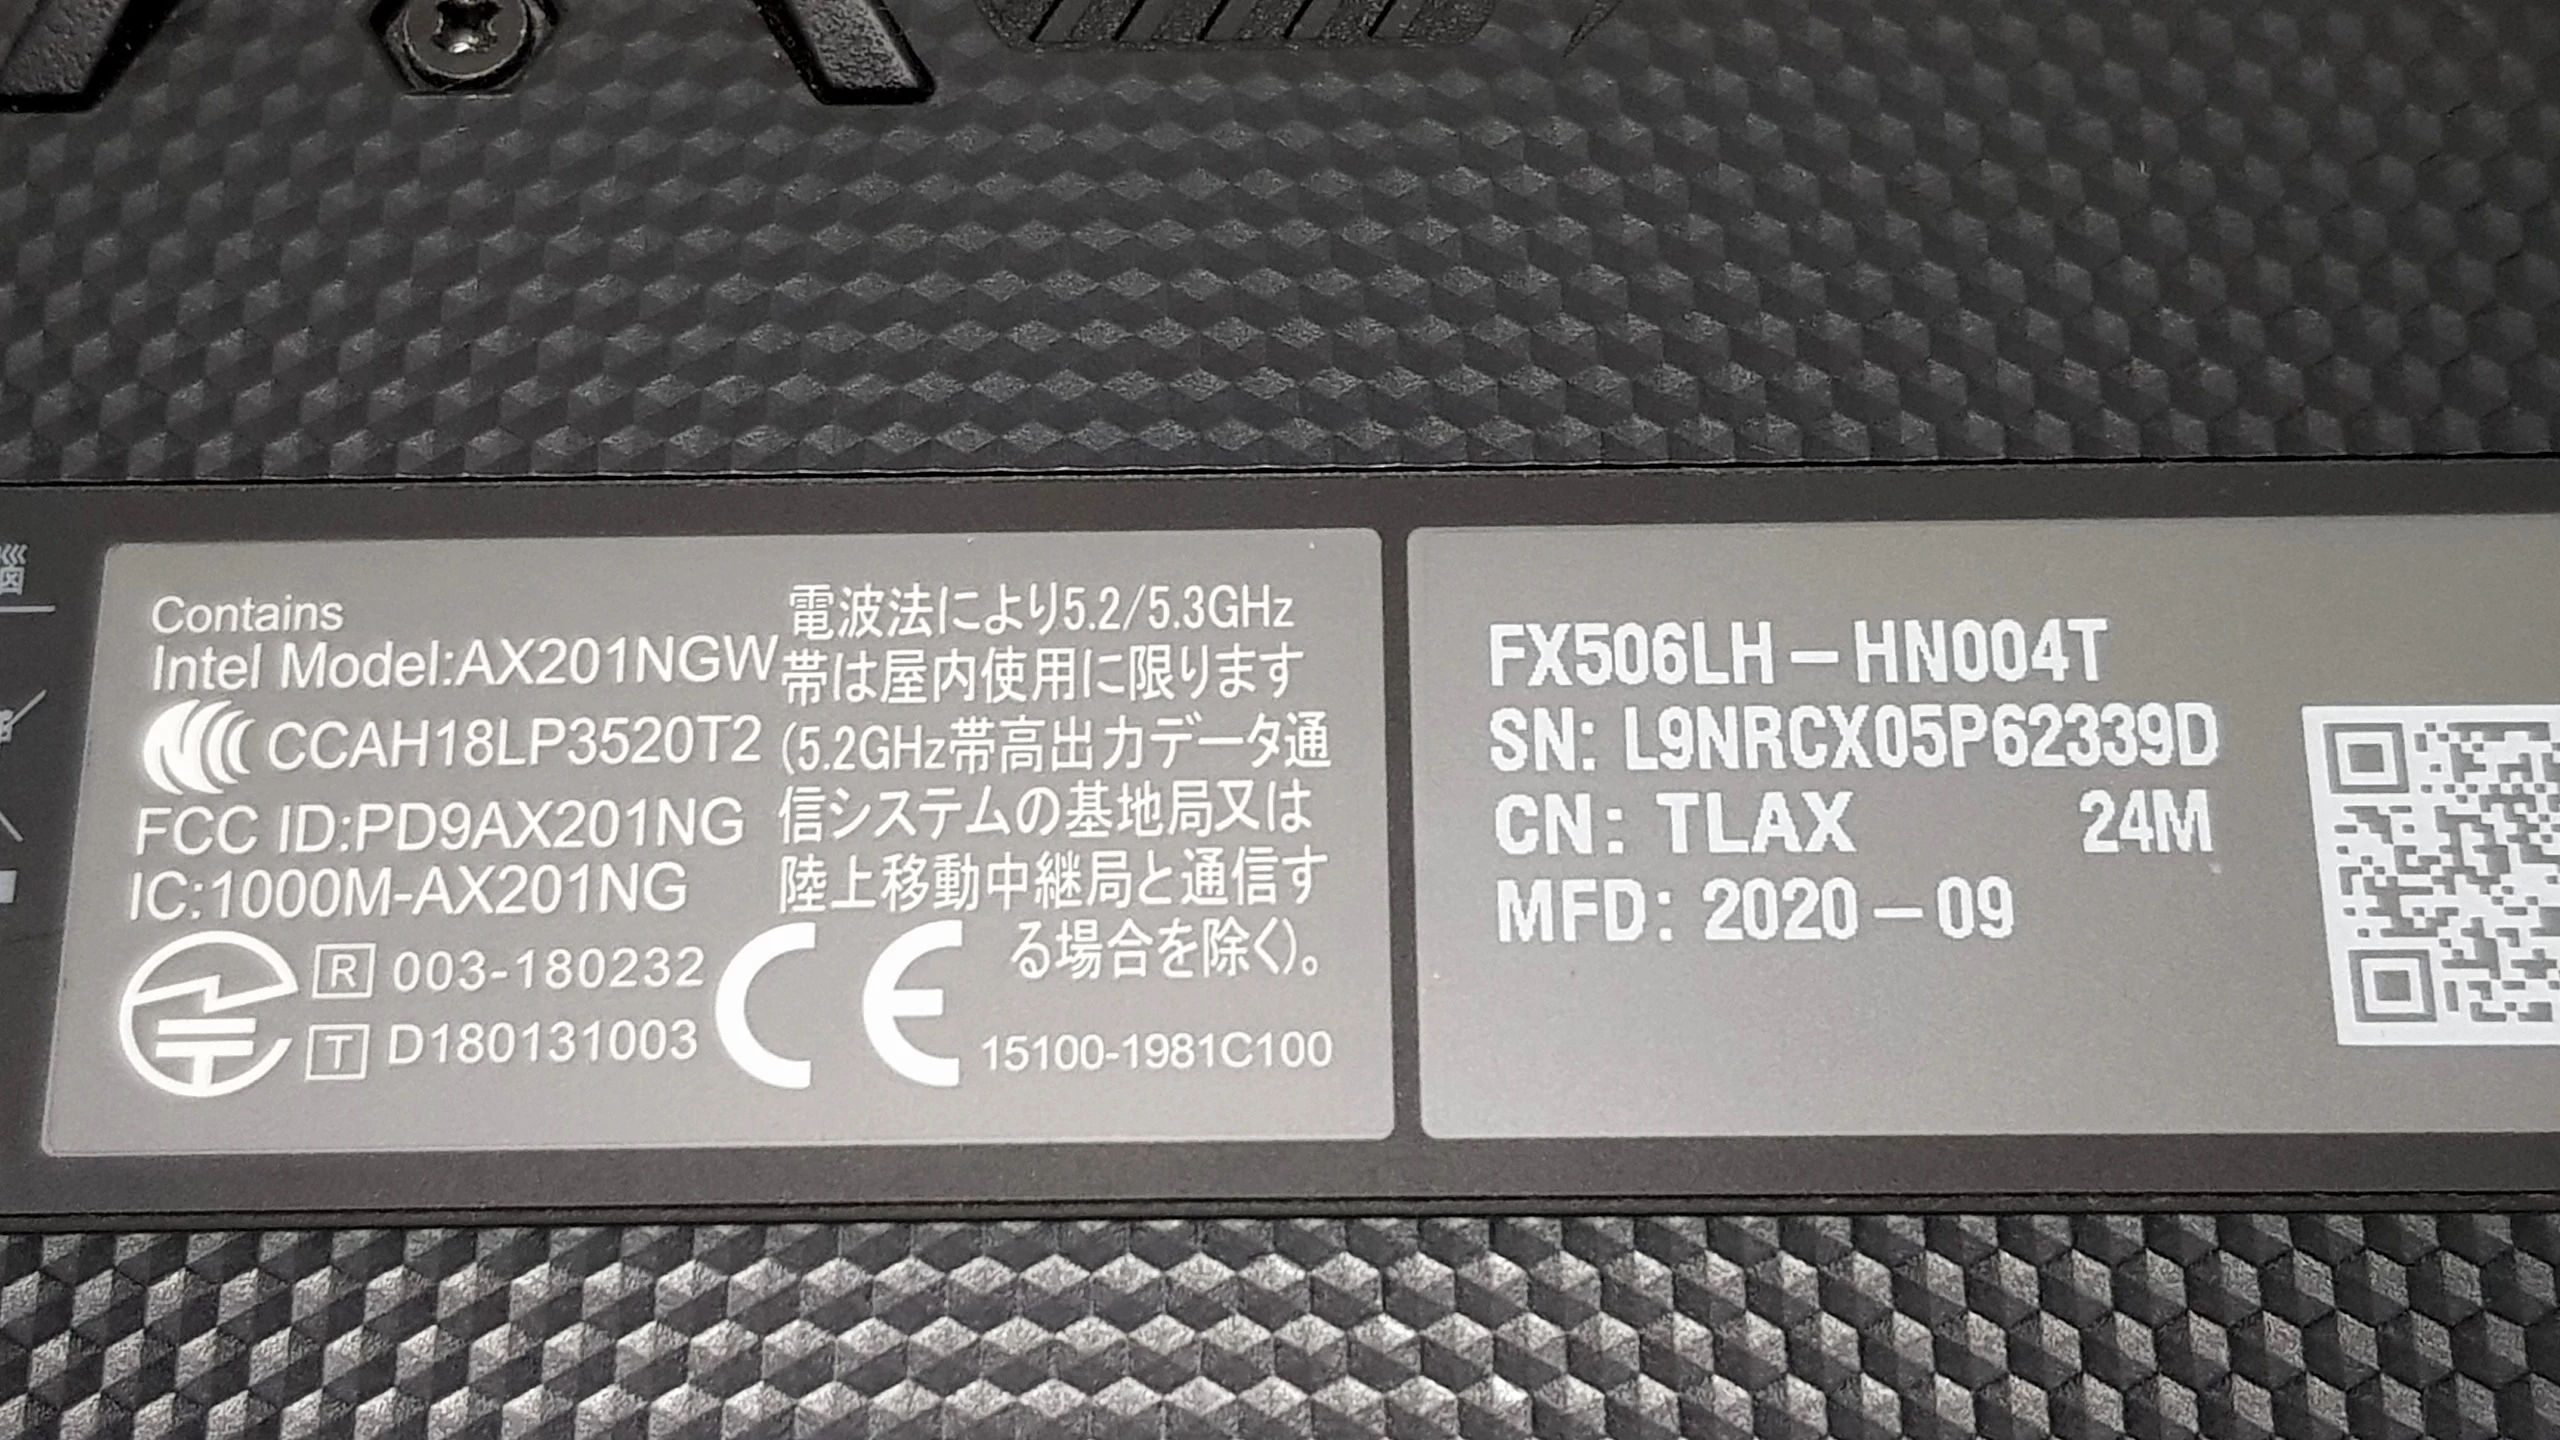 Contains
Intel Model:AX201NGW
CCAH18LP3520T2
FCC ID:PD9AX201NG
IC:1000M-AX201NG
R 003-180232
T D180131003
CE
電波法により5.2/5.3GHz
帯は屋内使用に限ります
(5.2GHz帯高出力データ通
信システムの基地局又は
陸上移動中継局と通信す
る場合を除く)。
15100-1981C100
FX506LH-HN004T
SN: L9NRCX05P62339D
CN: TLAX 24M
MFD: 2020-09